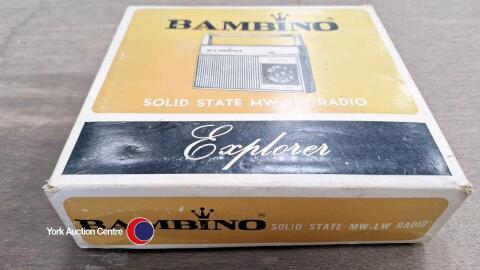 BAMBINO®
BAMBINO
SOLID STATE MW-LW RADIO
Explorer
BAMBINO® SOLID STATE-MW-LW RADIO
York Auction Centre